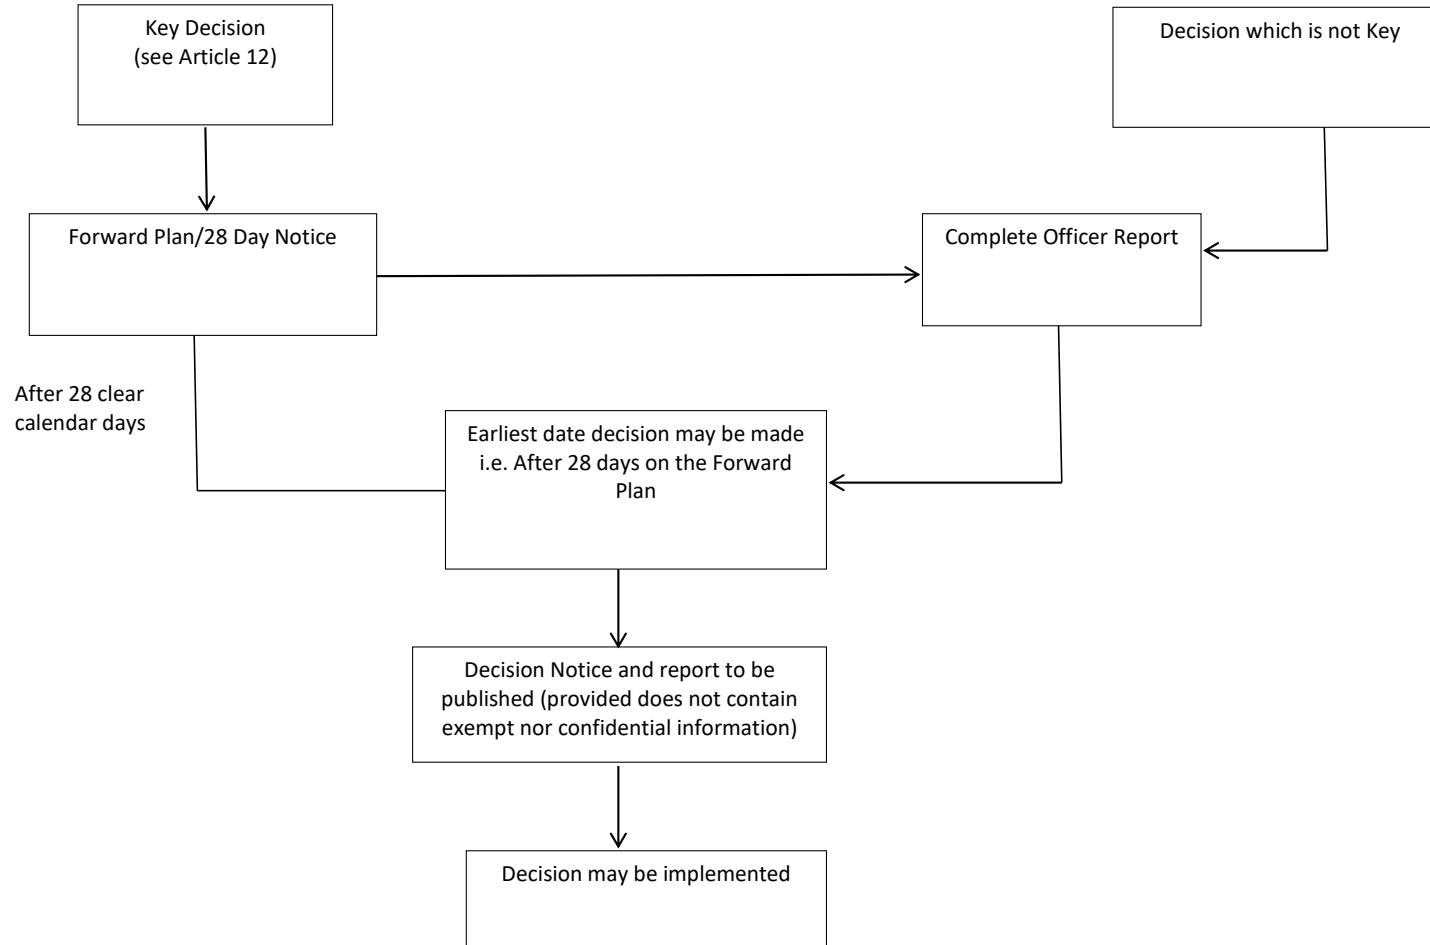 Key Decision
(see Article 12)
Decision which is not Key
Forward Plan/28 Day Notice
Complete Officer Report
After 28 clear
calendar days
Earliest date decision may be made
i.e. After 28 days on the Forward
Plan
Decision Notice and report to be
published (provided does not contain
exempt nor confidential information)
Decision may be implemented